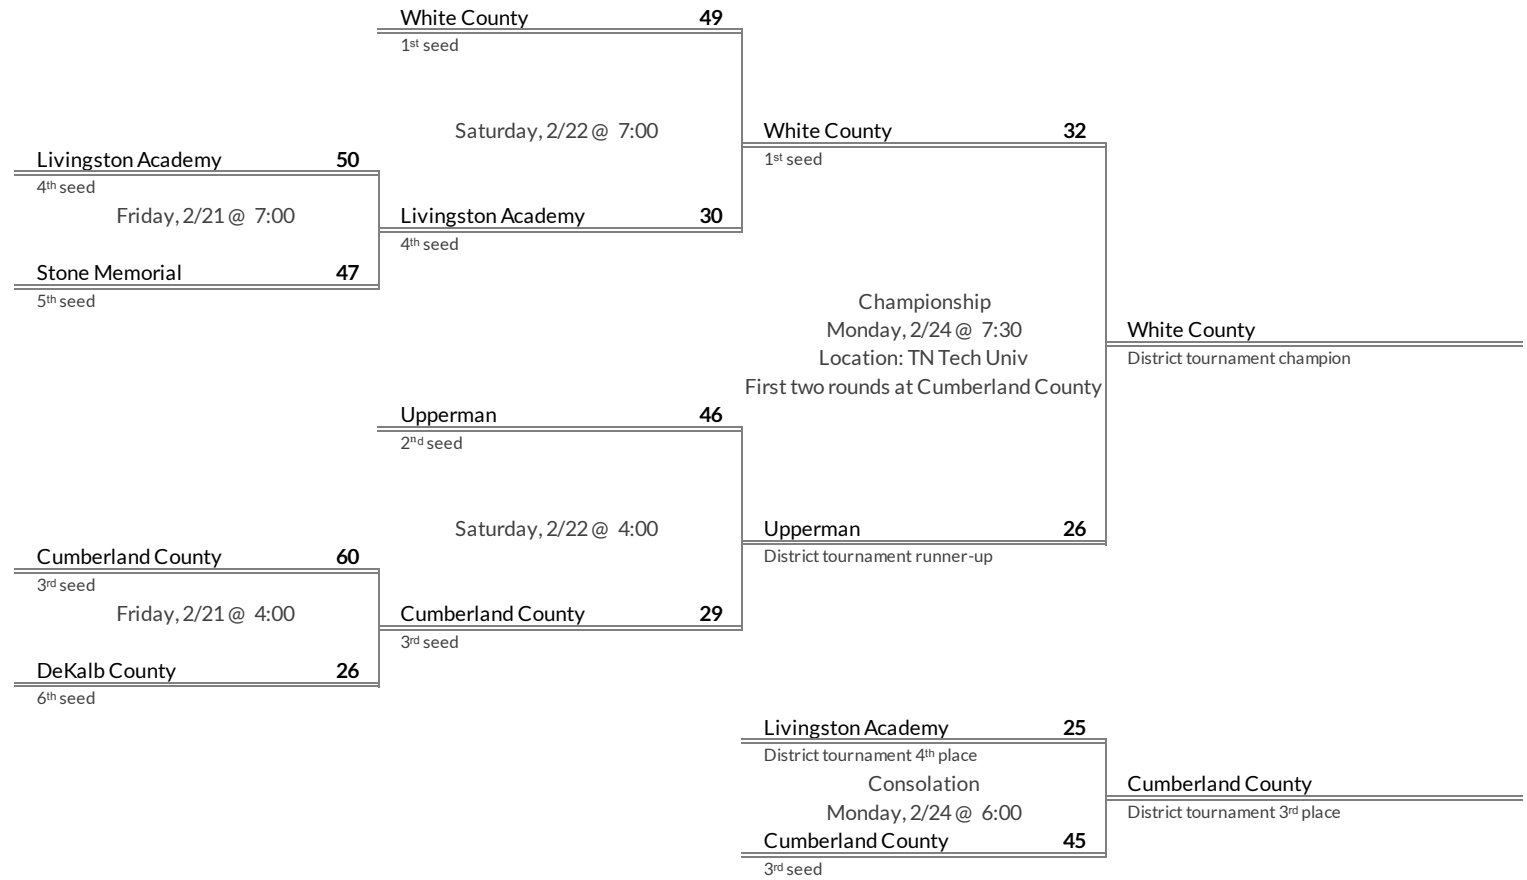 White County 49
1st seed
Saturday, 2/22 @ 7:00
White County 32
1st seed
Livingston Academy 50
4th seed
Friday, 2/21 @ 7:00
Livingston Academy 30
4th seed
Stone Memorial 47
5th seed
Championship
Monday, 2/24 @ 7:30
Location: TN Tech Univ
First two rounds at Cumberland County
White County
District tournament champion
Upperman 46
2nd seed
Saturday, 2/22 @ 4:00
Upperman 26
District tournament runner-up
Cumberland County 60
3rd seed
Friday, 2/21 @ 4:00
Cumberland County 29
3rd seed
DeKalb County 26
6th seed
Livingston Academy 25
District tournament 4th place
Consolation
Monday, 2/24 @ 6:00
Cumberland County
District tournament 3rd place
Cumberland County 45
3rd seed